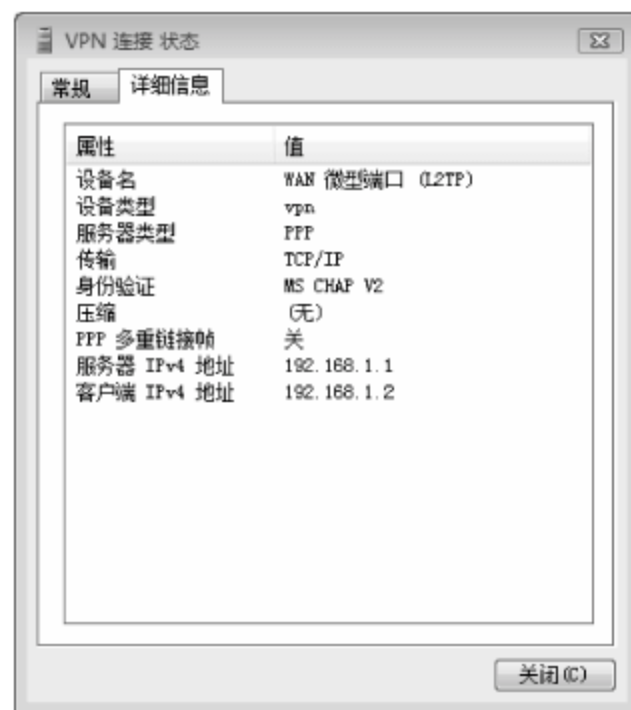 VPN 连接 状态
常规 详细信息
属性 值
设备名 WAN 微型端口 (L2TP)
设备类型 vpn
服务器类型 PPP
传输 TCP/IP
身份验证 MS CHAP V2
压缩 (无)
PPP 多重链接帧 关
服务器 IPv4 地址 192.168.1.1
客户端 IPv4 地址 192.168.1.2
关闭(C)